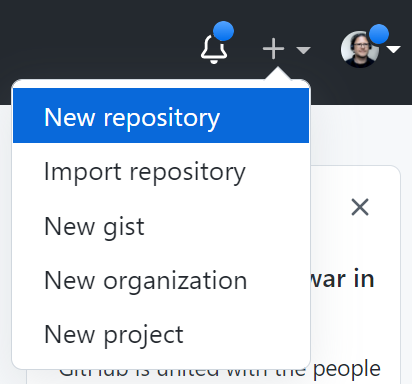 New repository
Import repository
New gist
New organization
New project
war in
GitHub is united with the people